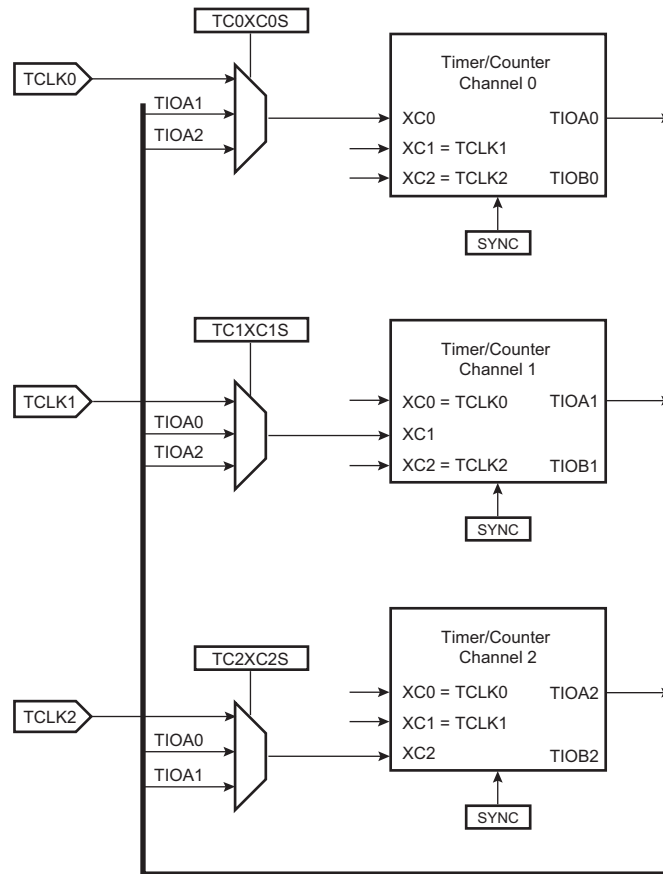 TC0XC0S
TCLK0
TIOA1
TIOA2
Timer/Counter
Channel 0
XC0
TIOA0
XC1 = TCLK1
XC2 = TCLK2
TIOB0
SYNC
TC1XC1S
TCLK1
TIOA0
TIOA2
Timer/Counter
Channel 1
XC0 = TCLK0
TIOA1
XC1
XC2 = TCLK2
TIOB1
SYNC
TC2XC2S
TCLK2
TIOA0
TIOA1
Timer/Counter
Channel 2
XC0 = TCLK0
TIOA2
XC1 = TCLK1
XC2
TIOB2
SYNC